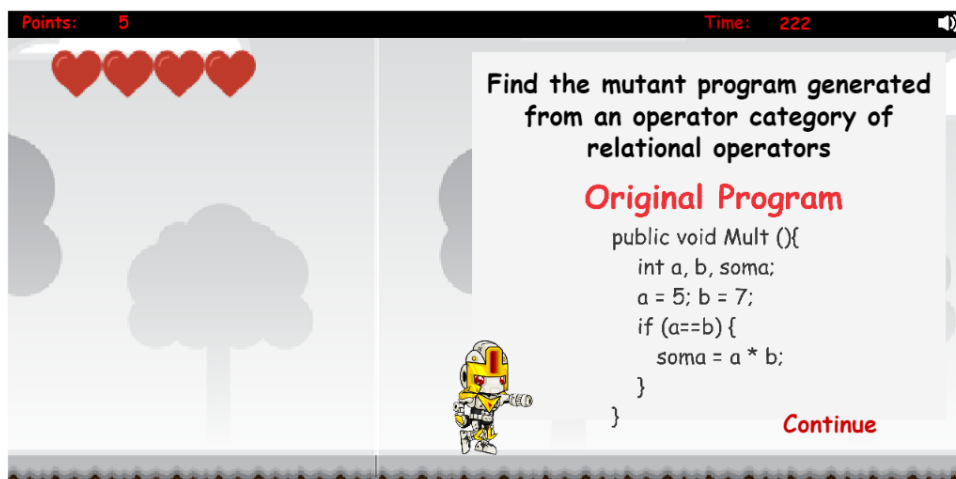 Points: 5 Time: 222
Find the mutant program generated
from an operator category of
relational operators
Original Program
public void Mult (){
int a, b, soma;
a = 5; b = 7;
if (a==b) {
soma = a * b;
}
}
Continue